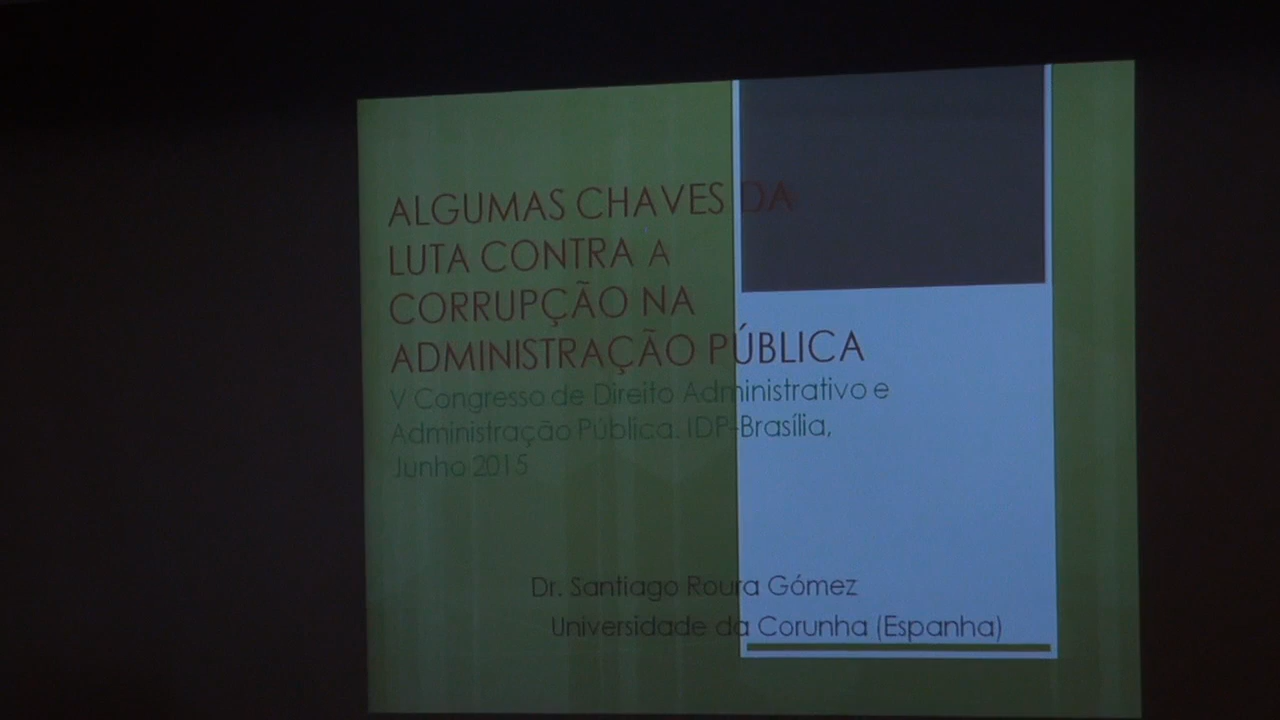 ALGUMAS CHAVES DA
LUTA CONTRA A
CORRUPÇÃO NA
ADMINISTRAÇÃO PÚBLICA
V Congresso de Direito Administrativo e
Administração Pública. IDP-Brasília,
Junho 2015
Dr. Santiago Roura Gómez
Universidade da Corunha (Espanha)